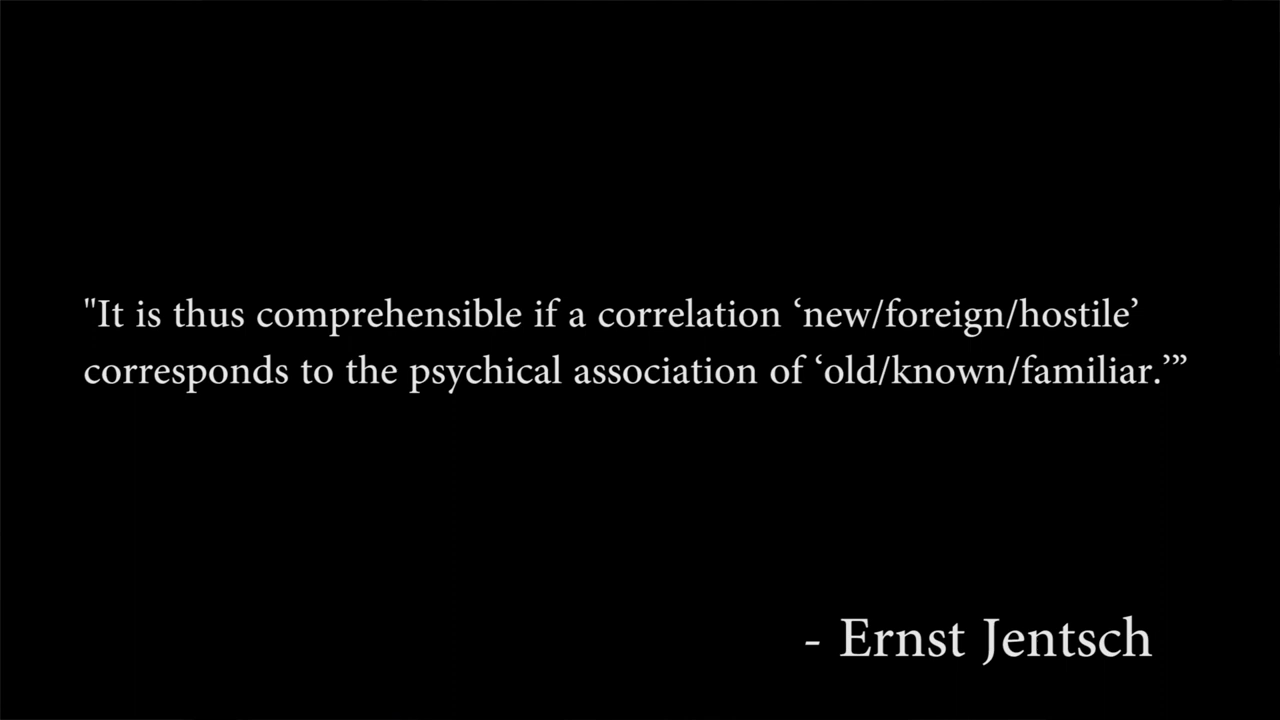 "It is thus comprehensible if a correlation ‘new/foreign/hostile’
corresponds to the psychical association of ‘old/known/familiar.’”
- Ernst Jentsch